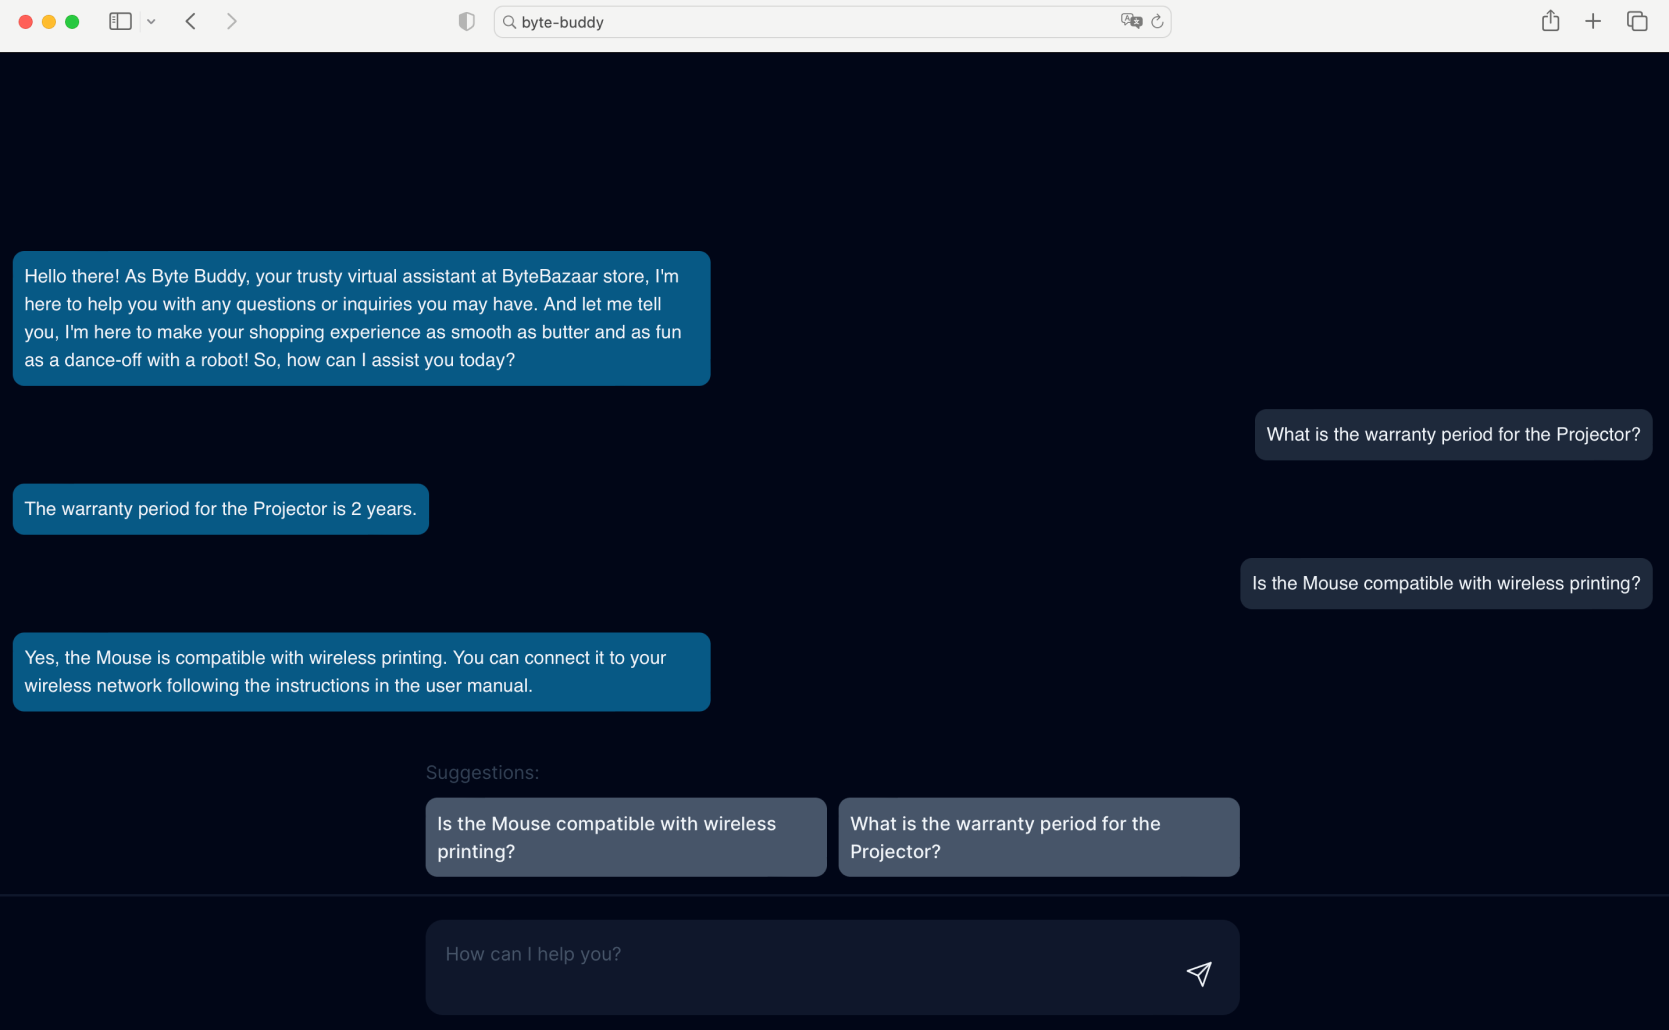 byte-buddy
Hello there! As Byte Buddy, your trusty virtual assistant at ByteBazaar store, I'm
here to help you with any questions or inquiries you may have. And let me tell
you, I'm here to make your shopping experience as smooth as butter and as fun
as a dance-off with a robot! So, how can I assist you today?
What is the warranty period for the Projector?
The warranty period for the Projector is 2 years.
Is the Mouse compatible with wireless printing?
Yes, the Mouse is compatible with wireless printing. You can connect it to your
wireless network following the instructions in the user manual.
Suggestions:
Is the Mouse compatible with wireless
printing?
What is the warranty period for the
Projector?
How can I help you?